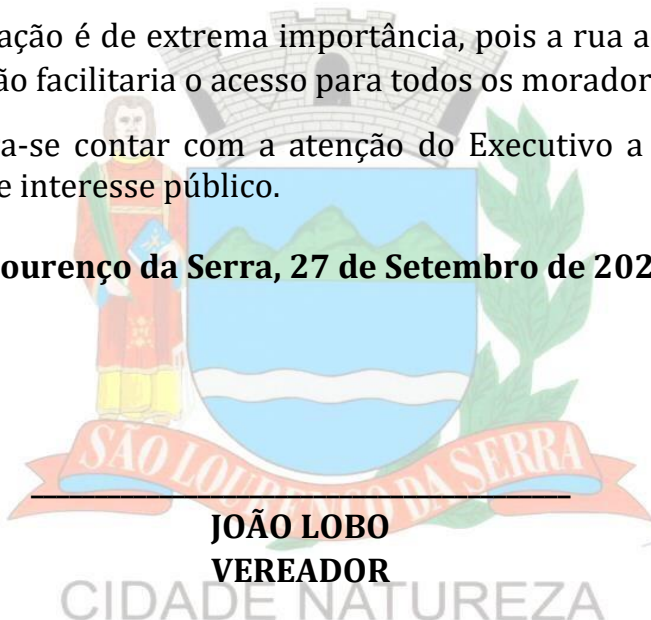 ação é de extrema importância, pois a rua a
ão facilitaria o acesso para todos os morador
a-se contar com a atenção do Executivo a
e interesse público.
ourenço da Serra, 27 de Setembro de 202
SÃO LOURENÇO DA SERRA
JOÃO LOBO
VEREADOR
CIDADE NATUREZA